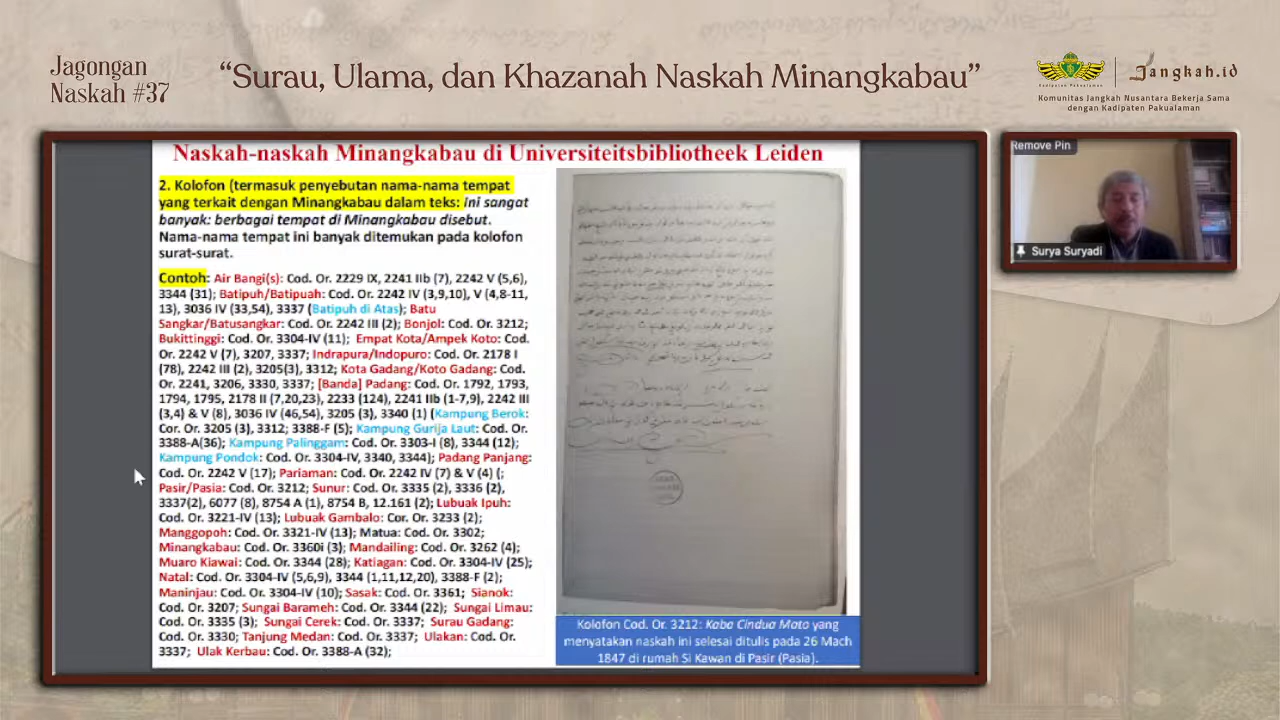 Jagongan
Naskah #37
“Surau, Ulama, dan Khazanah Naskah Minangkabau”
Kadipaten Pakualaman
Jangkah.id
Komunitas Jangkah Nusantara Bekerja Sama
dengan Kadipaten Pakualaman
Naskah-naskah Minangkabau di Universiteitsbibliotheek Leiden
2. Kolofon (termasuk penyebutan nama-nama tempat
yang terkait dengan Minangkabau dalam teks: ini sangat
banyak: berbagai tempat di Minangkabau disebut.
Nama-nama tempat ini banyak ditemukan pada kolofon
surat-surat.
Contoh: Air Bangi(s): Cod. Or. 2229 IX, 2241 IIb (7), 2242 V (5,6),
3344 (31); Batipuh/Batipuah: Cod. Or. 2242 IV (3,9,10), V (4,8-11,
13), 3036 IV (33,54), 3337 (Batipuh di Atas); Batu
Sangkar/Batusangkar: Cod. Or. 2242 III (2); Bonjol: Cod. Or. 3212;
Bukittinggi: Cod. Or. 3304-IV (11); Empat Kota/Ampek Koto: Cod.
Or. 2242 V (7), 3207, 3337; Indrapura/Indopuro: Cod. Or. 2178 I
(78), 2242 III (2), 3205(3), 3312; Kota Gadang/Koto Gadang: Cod.
Or. 2241, 3206, 3330, 3337; [Banda] Padang: Cod. Or. 1792, 1793,
1794, 1795, 2178 II (7,20,23), 2233 (124), 2241 IIb (1-7,9), 2242 III
(3,4) & V (8), 3036 IV (46,54), 3205 (3), 3340 (1) (Kampung Berok:
Cor. Or. 3205 (3), 3312; 3388-F (5); Kampung Gurija Laut: Cod. Or.
3388-A(36); Kampung Palinggam: Cod. Or. 3303-I (8), 3344 (12);
Kampung Pondok: Cod. Or. 3304-IV, 3340, 3344); Padang Panjang:
Cod. Or. 2242 V (17); Pariaman: Cod. Or. 2242 IV (7) & V (4) (;
Pasir/Pasia: Cod. Or. 3212; Sunur: Cod. Or. 3335 (2), 3336 (2),
3337(2), 6077 (8), 8754 A (1), 8754 B, 12.161 (2); Lubuak Ipuh:
Cod. Or. 3221-IV (13); Lubuak Gambalo: Cor. Or. 3233 (2);
Manggopoh: Cod. Or. 3321-IV (13); Matua: Cod. Or. 3302;
Minangkabau: Cod. Or. 3360i (3); Mandailing: Cod. Or. 3262 (4);
Muaro Kiawai: Cod. Or. 3344 (28); Katiagan: Cod. Or. 3304-IV (25);
Natal: Cod. Or. 3304-IV (5,6,9), 3344 (1,11,12,20), 3388-F (2);
Maninjau: Cod. Or. 3304-IV (10); Sasak: Cod. Or. 3361; Sianok:
Cod. Or. 3207; Sungai Barameh: Cod. Or. 3344 (22); Sungai Limau:
Cod. Or. 3335 (3); Sungai Cerek: Cod. Or. 3337; Surau Gadang:
Cod. Or. 3330; Tanjung Medan: Cod. Or. 3337; Ulakan: Cod. Or.
3337; Ulak Kerbau: Cod. Or. 3388-A (32);
Kolofon Cod. Or. 3212: Kaba Cindua Mato yang
menyatakan naskah ini selesai ditulis pada 26 Mach
1847 di rumah Si Kawan di Pasir (Pasia).
Remove Pin
Surya Suryadi